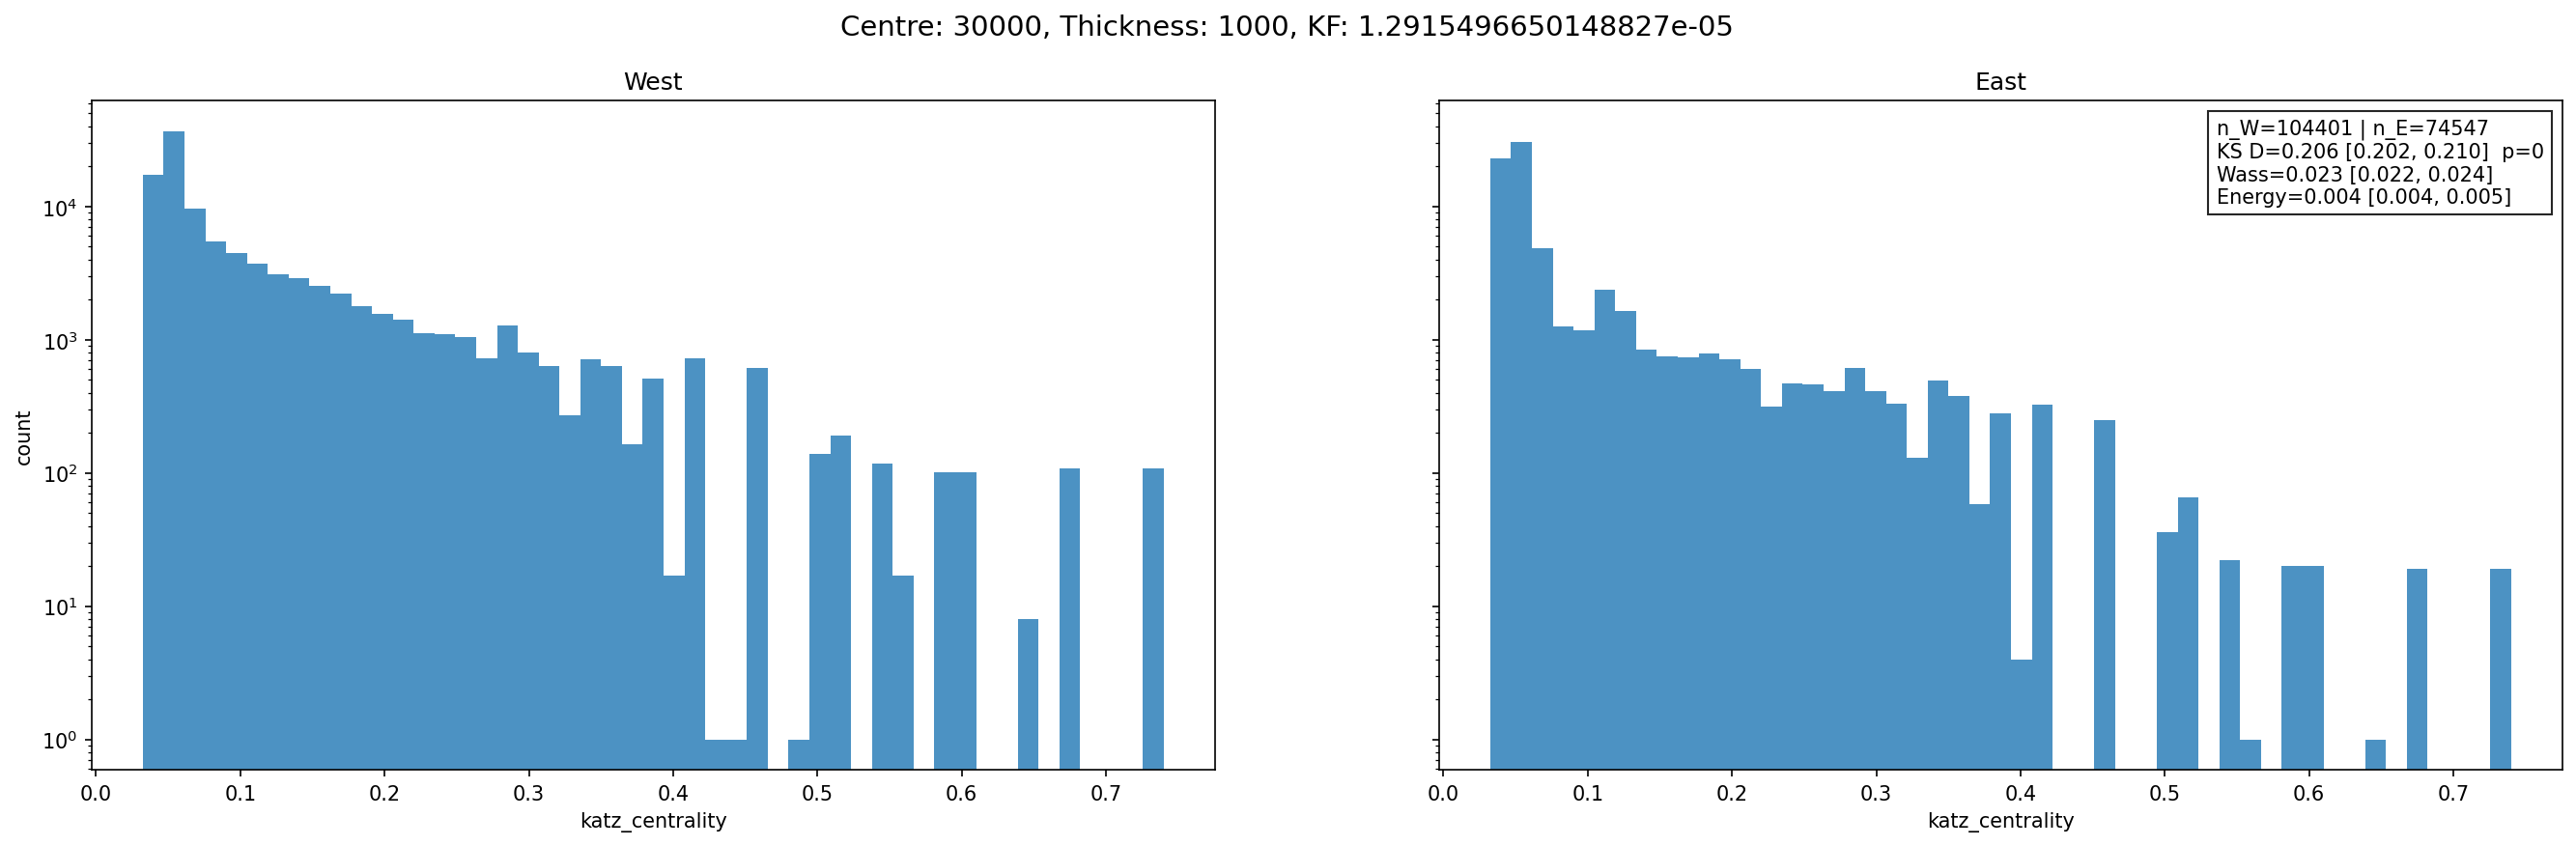 Centre: 30000, Thickness: 1000, KF: 1.2915496650148827e-05
West
East
n_W=104401 | n_E=74547
KS D=0.206 [0.202, 0.210]  p=0
Wass=0.023 [0.022, 0.024]
Energy=0.004 [0.004, 0.005]
count
10⁴
10³
10²
10¹
10⁰
0.0 0.1 0.2 0.3 0.4 0.5 0.6 0.7
katz_centrality
0.0 0.1 0.2 0.3 0.4 0.5 0.6 0.7
katz_centrality